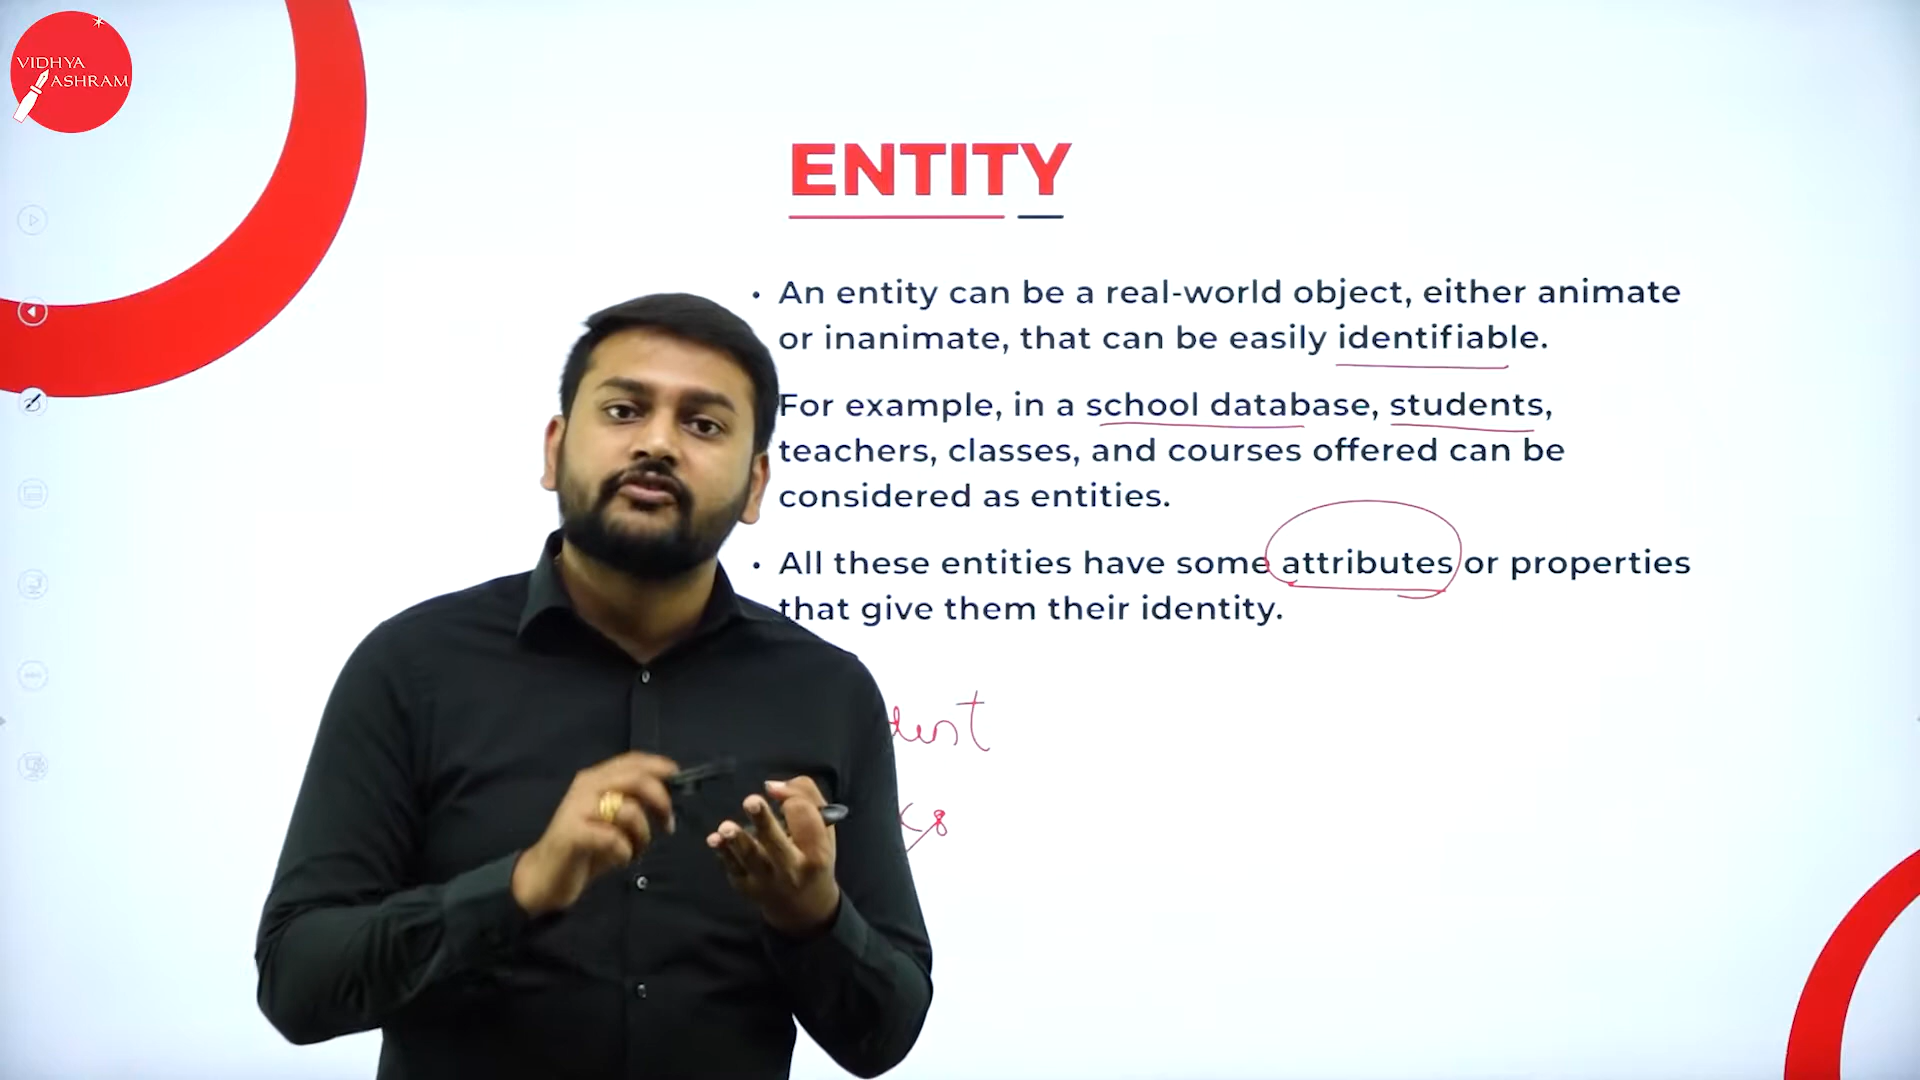 VIDHYA
ASHRAM
ENTITY
• An entity can be a real-world object, either animate
or inanimate, that can be easily identifiable.
For example, in a school database, students,
teachers, classes, and courses offered can be
considered as entities.
• All these entities have some attributes or properties
that give them their identity.